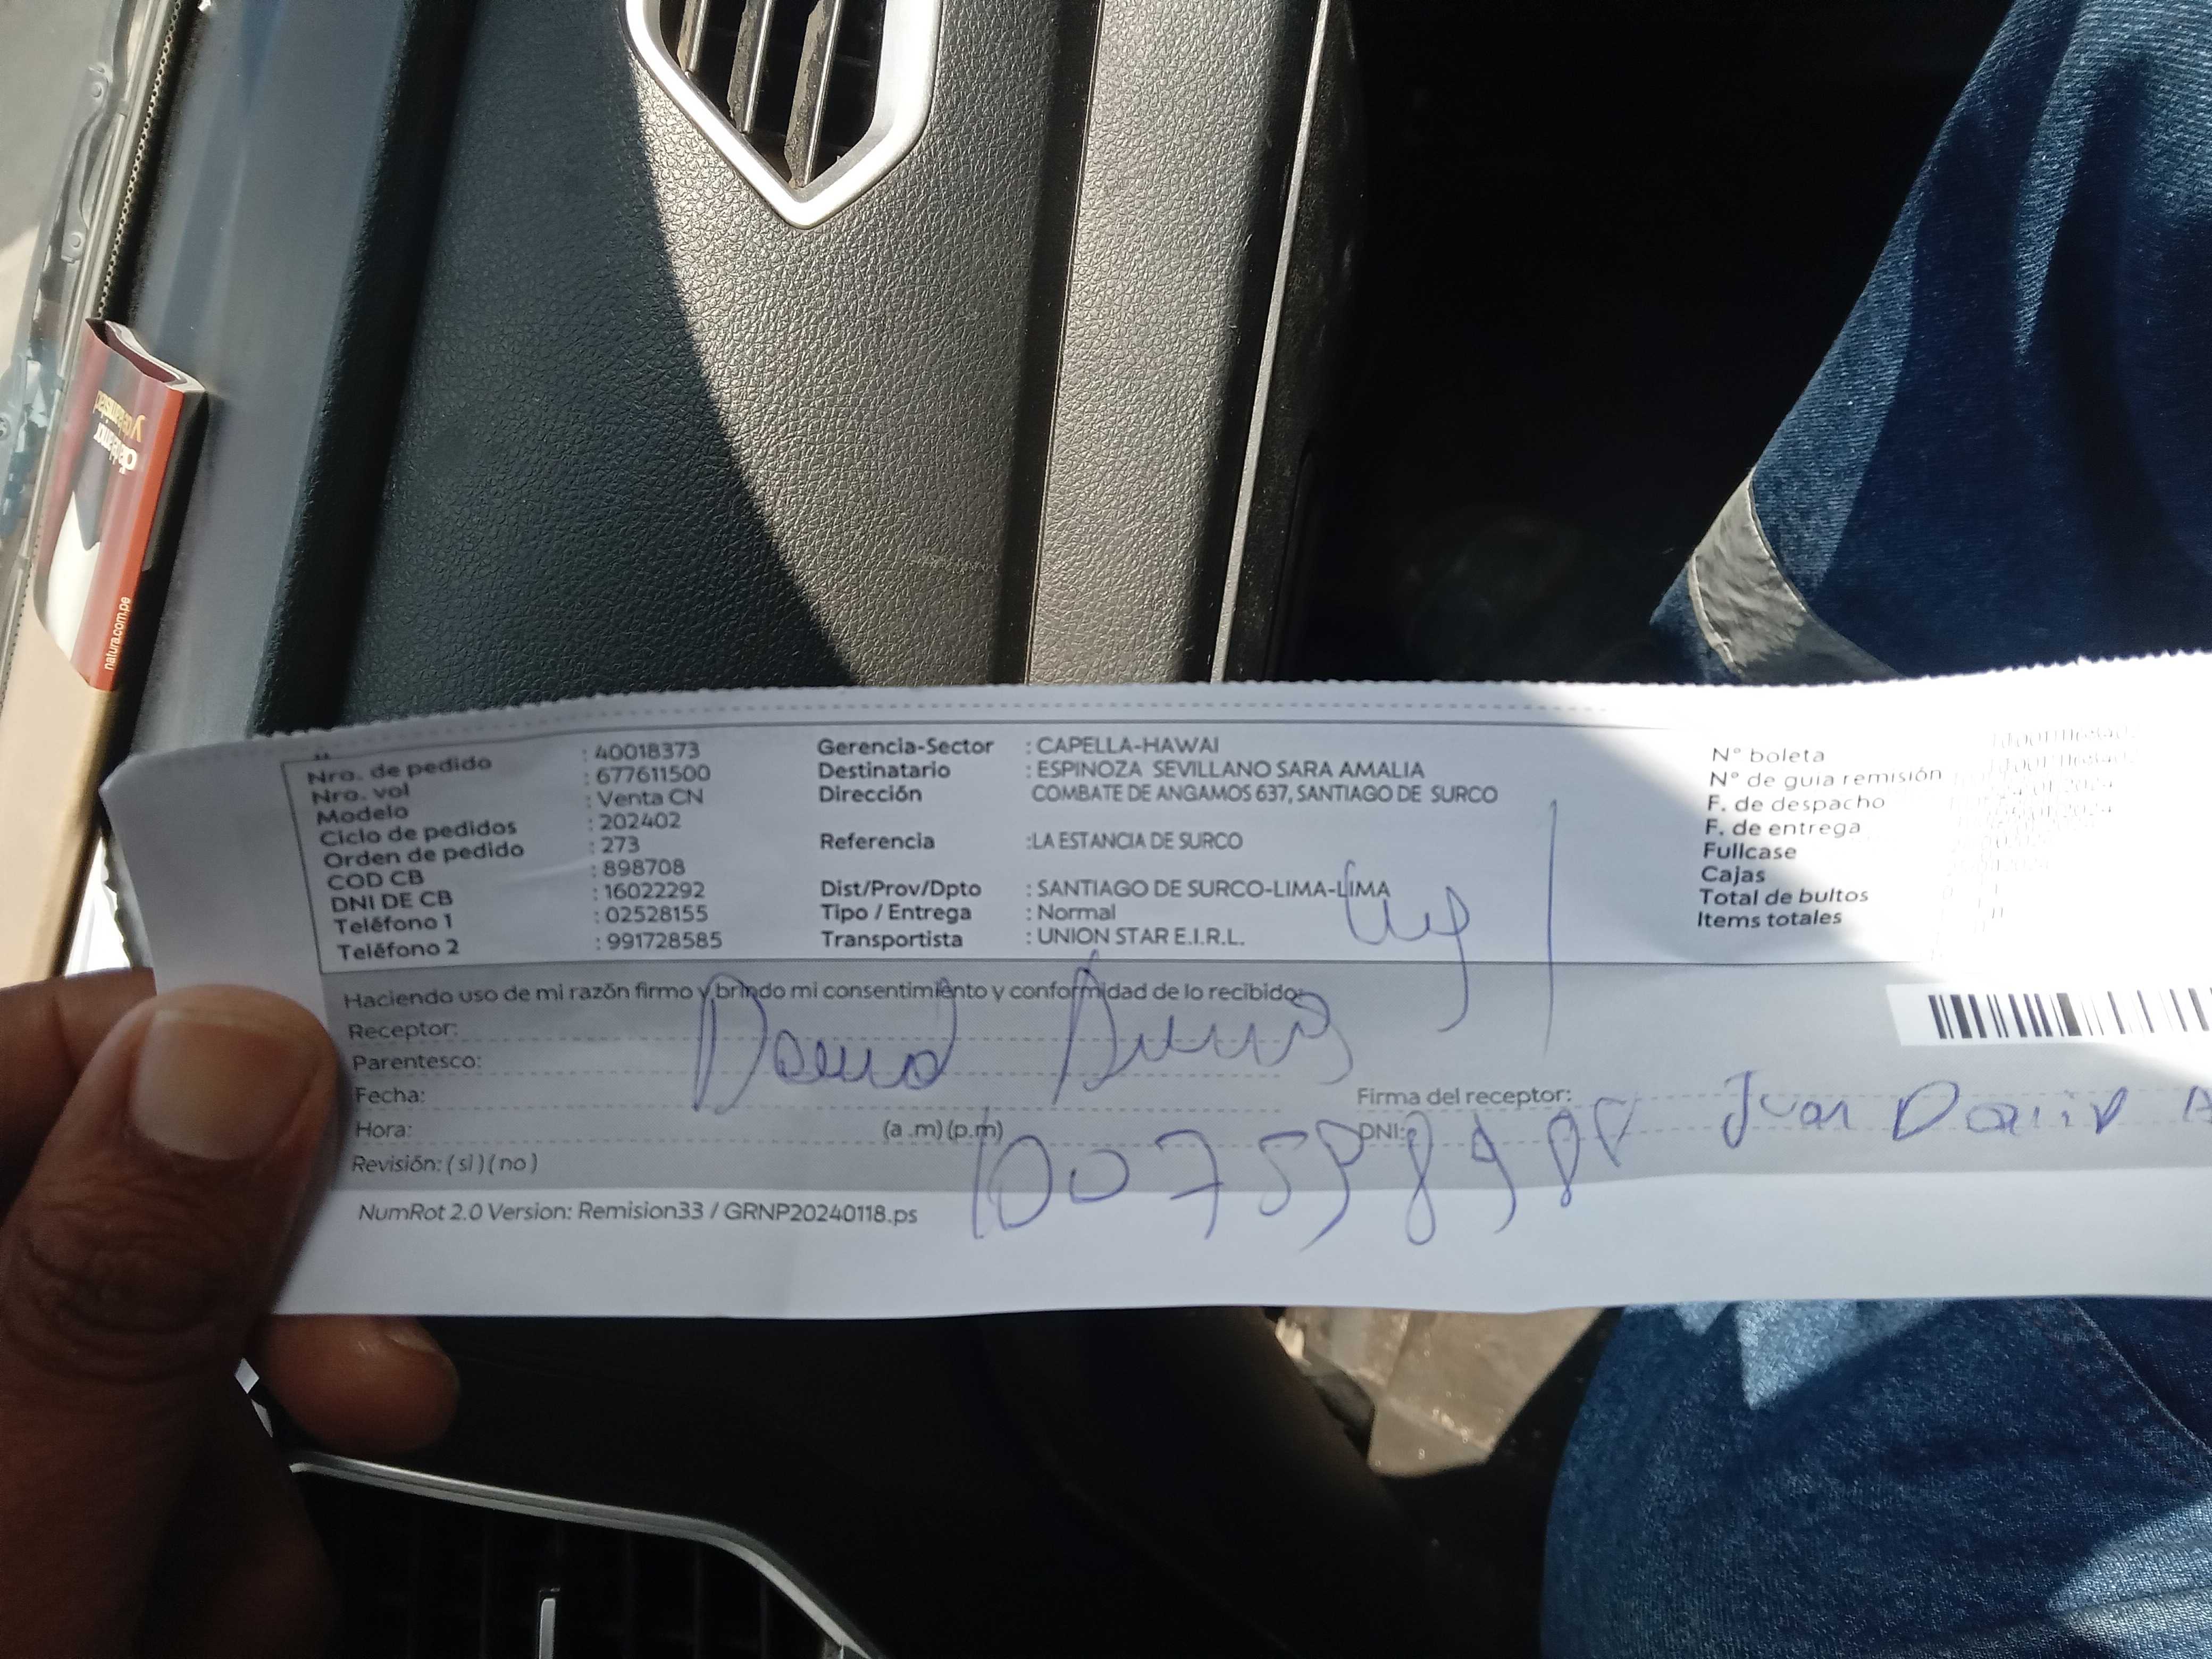 natura.com.pe
Nro. de pedido : 40018373
Nro. vol : 677611500
Modelo : Venta CN
Ciclo de pedidos : 202402
Orden de pedido : 273
COD CB : 898708
DNI DE CB : 16022292
Teléfono 1 : 02528155
Teléfono 2 : 991728585
Gerencia-Sector : CAPELLA-HAWAI
Destinatario : ESPINOZA SEVILLANO SARA AMALIA
Dirección COMBATE DE ANGAMOS 637, SANTIAGO DE SURCO
Referencia :LA ESTANCIA DE SURCO
Dist/Prov/Dpto : SANTIAGO DE SURCO-LIMA-LIMA
Tipo / Entrega : Normal
Transportista : UNION STAR E.I.R.L.
N° boleta
N° de guia remisión
F. de despacho
F. de entrega
Fullcase
Cajas
Total de bultos
Items totales
Haciendo uso de mi razón firmo y brindo mi consentimiento y conformidad de lo recibido:
Receptor: David
Parentesco:
Fecha:
Hora: (a .m) (p.m)
Revisión: ( si ) ( no )
Firma del receptor: Juan David A
DNI:
NumRot 2.0 Version: Remision33 / GRNP20240118.ps